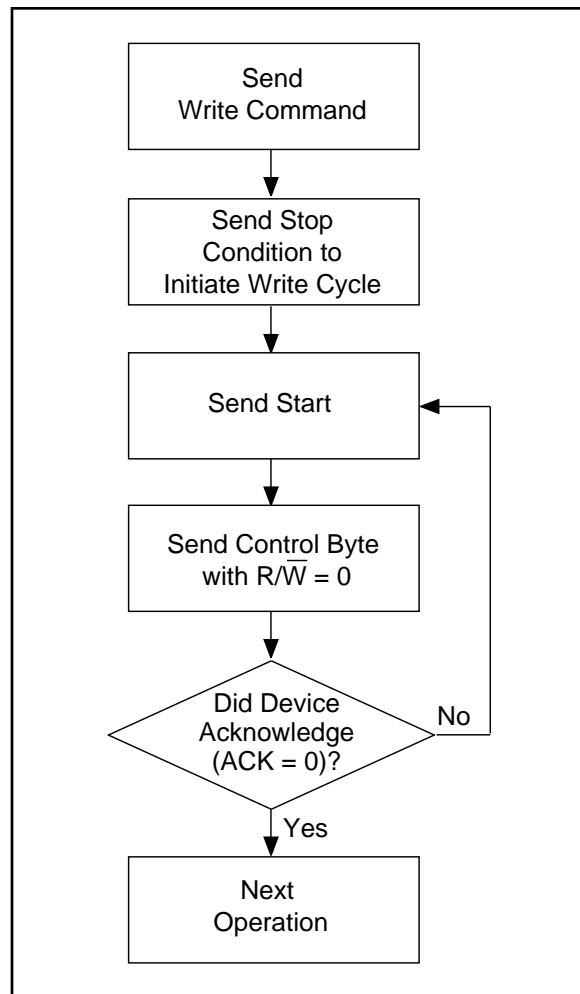 Send
Write Command
Send Stop
Condition to
Initiate Write Cycle
Send Start
Send Control Byte
with R/W̅ = 0
Did Device
Acknowledge
(ACK = 0)?
No
Yes
Next
Operation